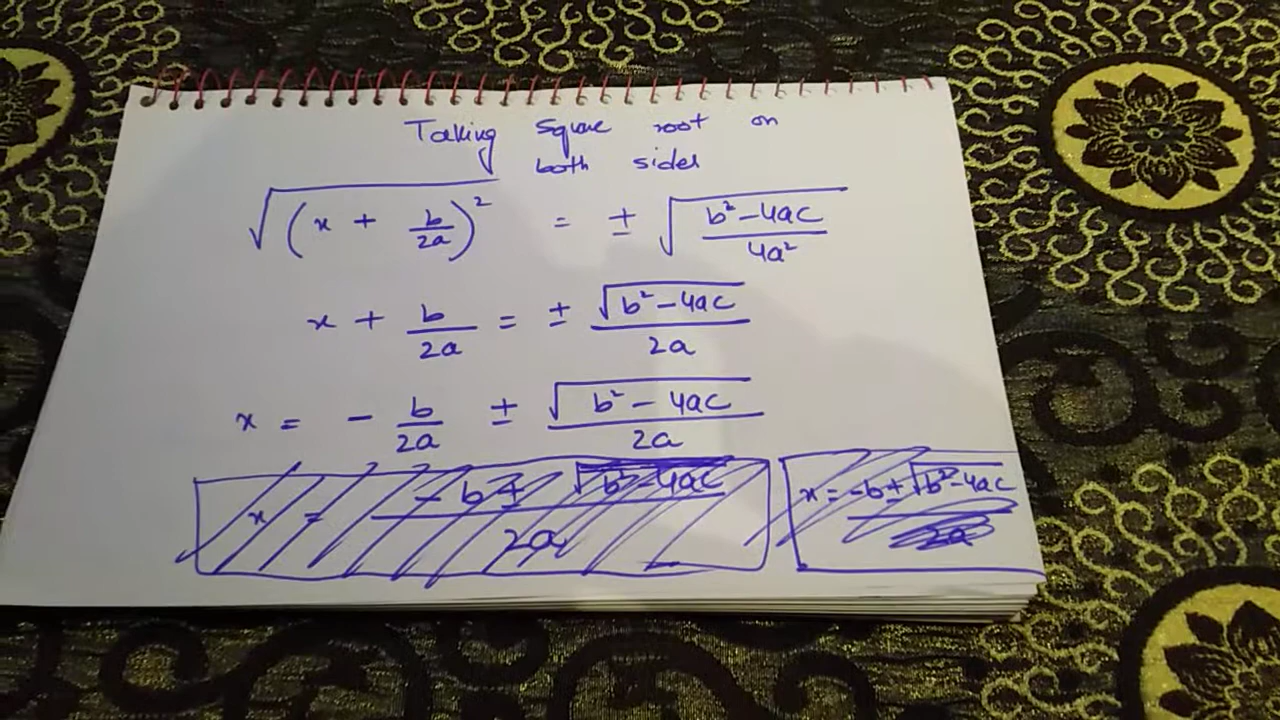 Taking square root on
both sides
√(x + b/2a)² = ± √(b²-4ac/4a²)
x + b/2a = ± √(b²-4ac)/2a
x = - b/2a ± √(b²-4ac)/2a
x = -b ± √(b²-4ac)/2a
x = -b ± √(b²-4ac)/2a